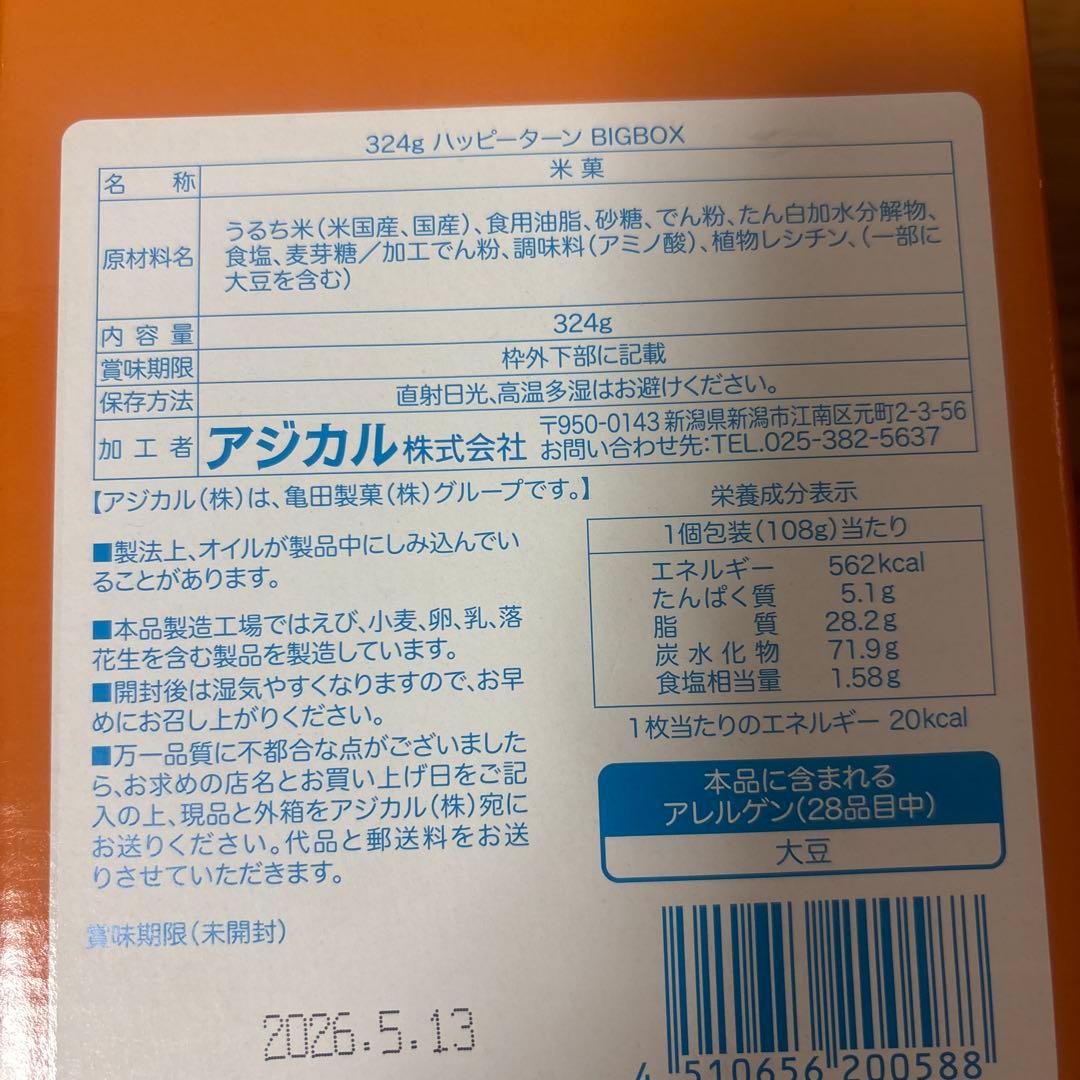 324g ハッピーターン BIGBOX
名称 米菓
原材料名 うるち米(米国産、国産)、食用油脂、砂糖、でん粉、たん白加水分解物、
食塩、麦芽糖/加工でん粉、調味料(アミノ酸)、植物レシチン、(一部に
大豆を含む)
内容量 324g
賞味期限 枠外下部に記載
保存方法 直射日光、高温多湿はお避けください。
加工者 アジカル株式会社 〒950-0143 新潟県新潟市江南区元町2-3-56
お問い合わせ先:TEL.025-382-5637
【アジカル(株)は、亀田製菓(株)グループです。】
■製法上、オイルが製品中にしみ込んでい
ることがあります。
■本品製造工場ではえび、小麦、卵、乳、落
花生を含む製品を製造しています。
■開封後は湿気やすくなりますので、お早
めにお召し上がりください。
■万一品質に不都合な点がございました
ら、お求めの店名とお買い上げ日をご記
入の上、現品と外箱をアジカル(株)宛に
お送りください。代品と郵送料をお送
りさせていただきます。
賞味期限(未開封)
2026.5.13
栄養成分表示
1個包装(108g)当たり
エネルギー 562kcal
たんぱく質 5.1g
脂質 28.2g
炭水化物 71.9g
食塩相当量 1.58g
1枚当たりのエネルギー 20kcal
本品に含まれる
アレルゲン(28品目中)
大豆
4 510656 200588